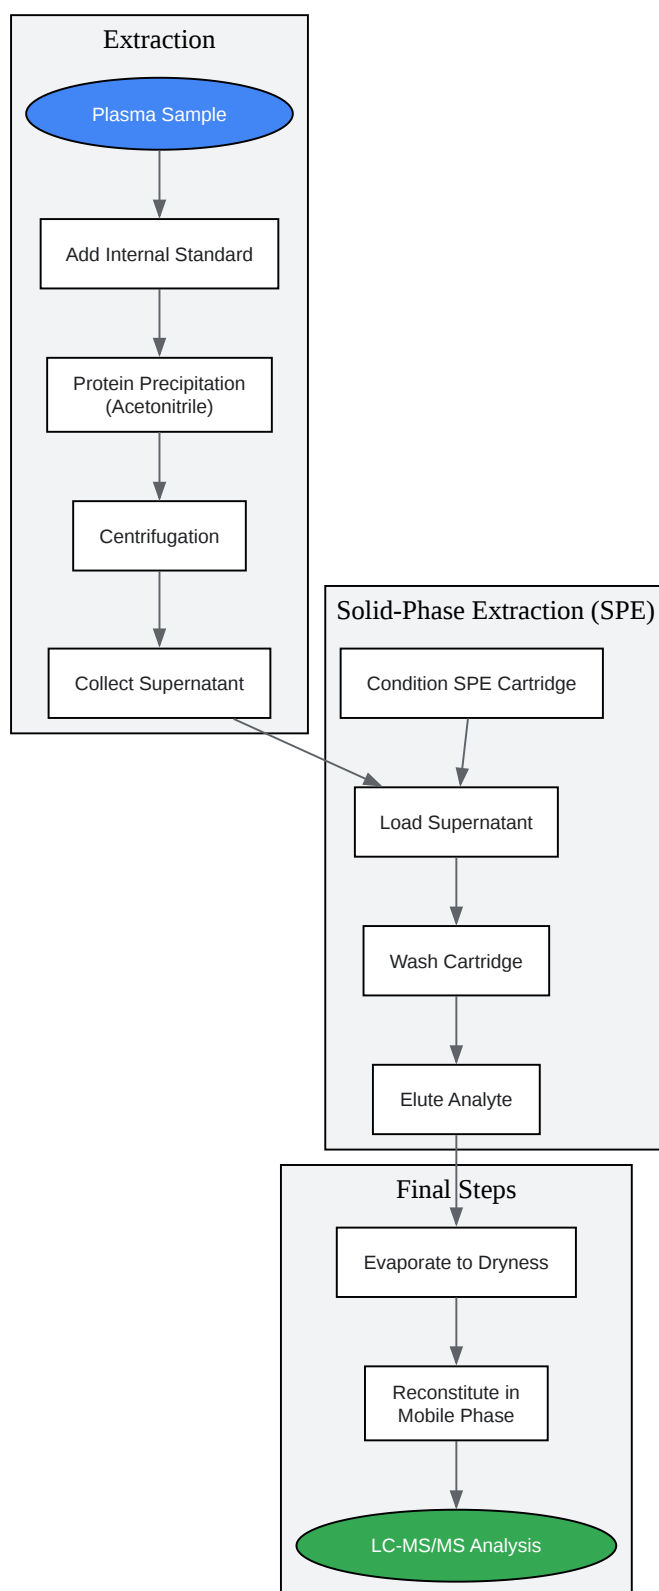 Extraction
Plasma Sample
Add Internal Standard
Protein Precipitation
(Acetonitrile)
Centrifugation
Collect Supernatant
Solid-Phase Extraction (SPE)
Condition SPE Cartridge
Load Supernatant
Wash Cartridge
Elute Analyte
Final Steps
Evaporate to Dryness
Reconstitute in
Mobile Phase
LC-MS/MS Analysis